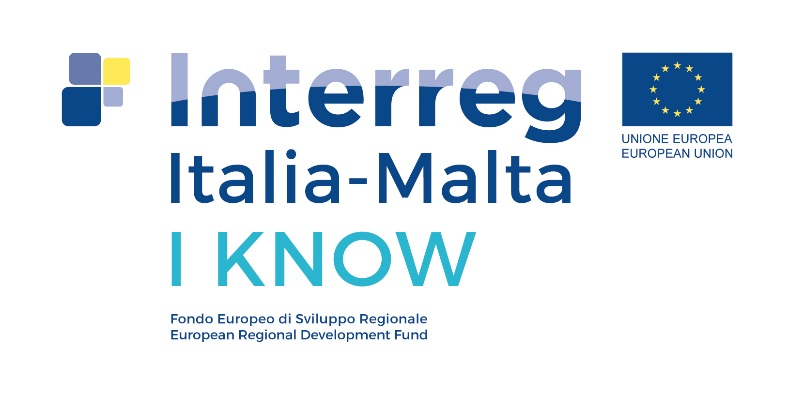 Interreg
Italia-Malta
I KNOW
Fondo Europeo di Sviluppo Regionale
European Regional Development Fund
UNIONE EUROPEA
EUROPEAN UNION